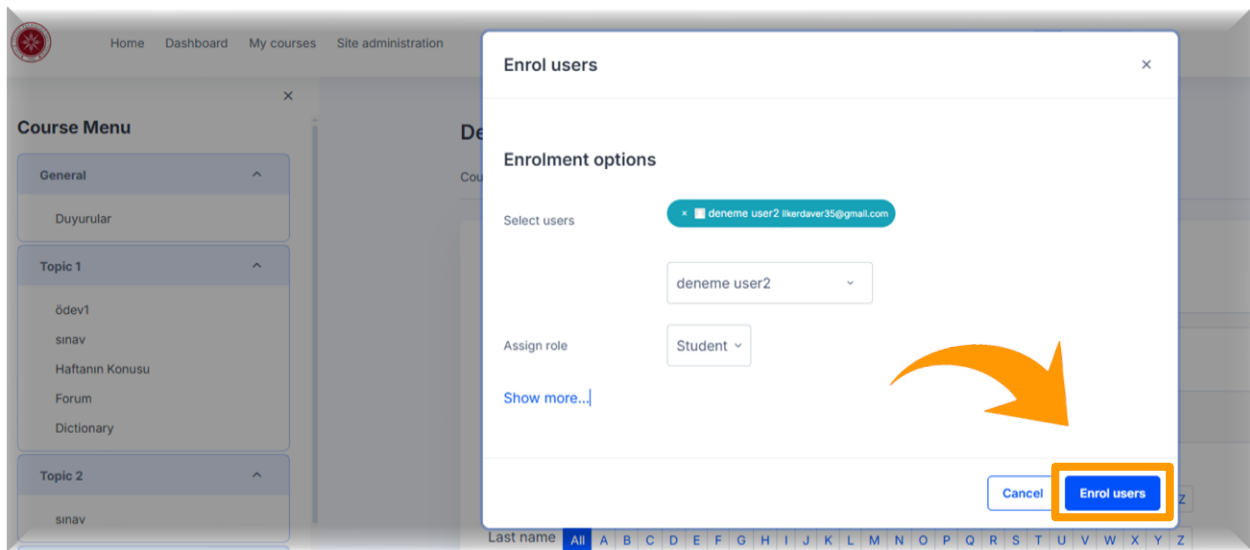 Home Dashboard My courses Site administration
Enrol users
Course Menu
De
Enrolment options
General
Cou
Duyurular
Select users
× deneme user2 ilkerdaver35@gmail.com
Topic 1
deneme user2
ödev1
sınav
Assign role
Student
Haftanın Konusu
Forum
Show more...
Dictionary
Topic 2
Cancel
Enrol users
Z
sınav
Last name All A B C D E F G H I J K L M N O P Q R S T U V W X Y Z